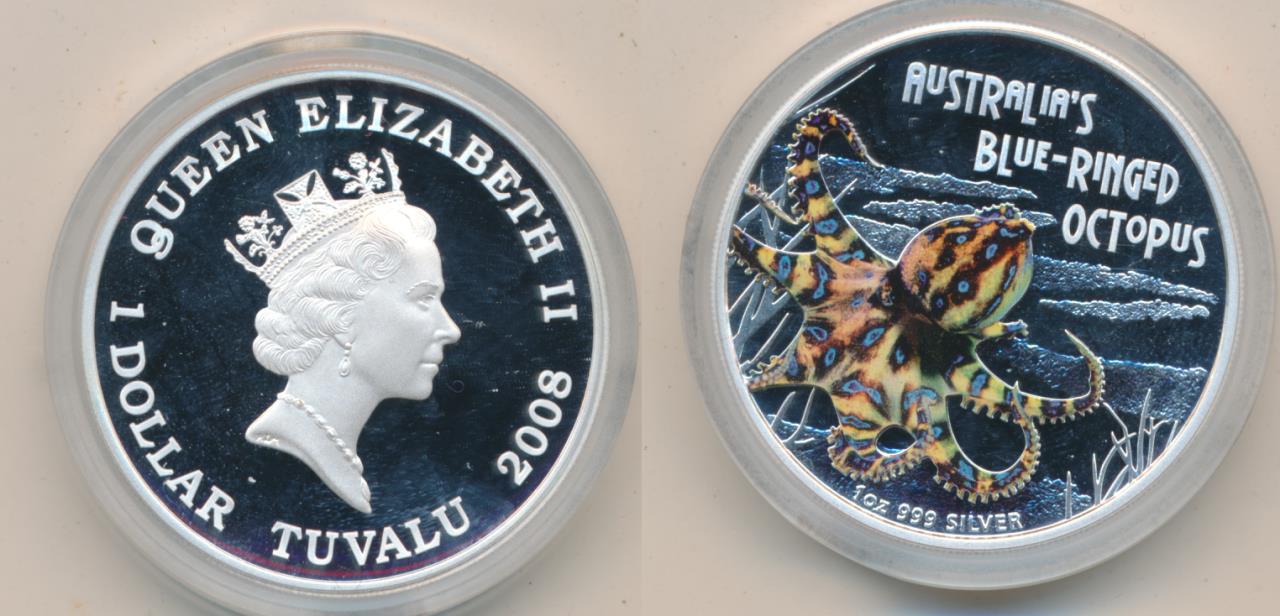 QUEEN ELIZABETH II
1 DOLLAR TUVALU 2008
AUSTRALIA'S
BLUE-RINGED
OCTOPUS
1oz 999 SILVER